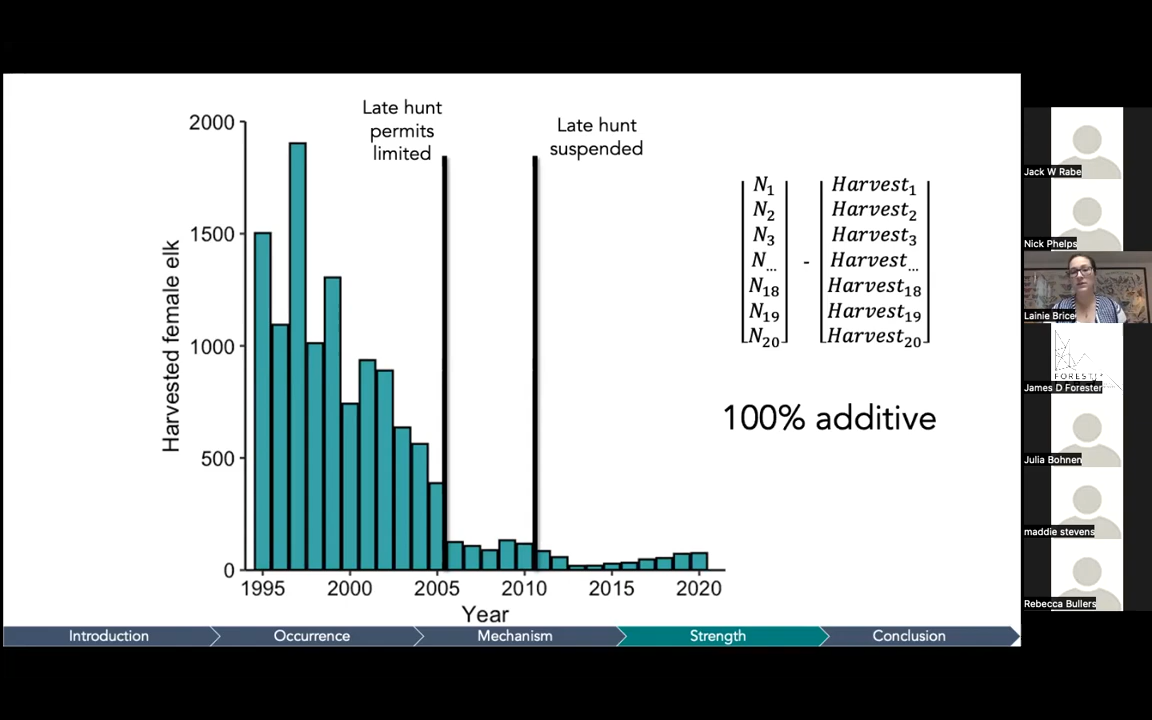 Late hunt
permits
limited
Late hunt
suspended
2000
1500
1000
500
0
Harvested female elk
1995
2000
2005
2010
2015
2020
Year
N1
N2
N3
N...
N18
N19
N20
-
Harvest1
Harvest2
Harvest3
Harvest...
Harvest18
Harvest19
Harvest20
100% additive
Introduction
Occurrence
Mechanism
Strength
Conclusion
Jack W Rabe
Nick Phelps
Lainie Brice
FOREST
James D Forester
Julia Bohnen
maddie stevens
Rebecca Bullers